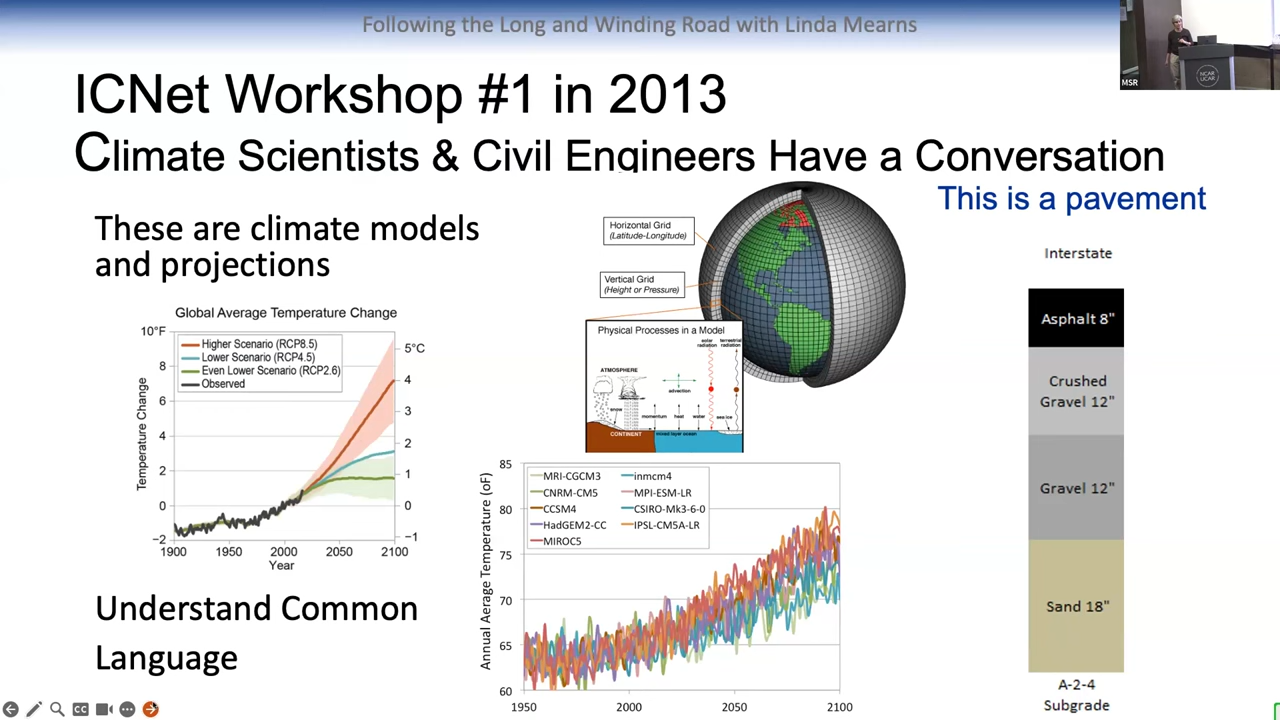 Following the Long and Winding Road with Linda Mearns
MSR
NCAR
UCAR
ICNet Workshop #1 in 2013
Climate Scientists & Civil Engineers Have a Conversation
This is a pavement
These are climate models
and projections
Horizontal Grid
(Latitude-Longitude)
Vertical Grid
(Height or Pressure)
Physical Processes in a Model
solar
radiation
terrestrial
radiation
ATMOSPHERE
advection
snow
momentum
heat
water
sea ice
CONTINENT
mixed layer ocean
Global Average Temperature Change
10°F
8
6
4
2
0
−2
5°C
4
3
2
1
0
−1
Higher Scenario (RCP8.5)
Lower Scenario (RCP4.5)
Even Lower Scenario (RCP2.6)
Observed
Temperature Change
1900
1950
2000
2050
2100
Year
Annual Aerage Temperature (oF)
85
80
75
70
65
60
MRI-CGCM3
inmcm4
CNRM-CM5
MPI-ESM-LR
CCSM4
CSIRO-Mk3-6-0
HadGEM2-CC
IPSL-CM5A-LR
MIROC5
1950
2000
2050
2100
Interstate
Asphalt 8"
Crushed
Gravel 12"
Gravel 12"
Sand 18"
A-2-4
Subgrade
Understand Common
Language
CC